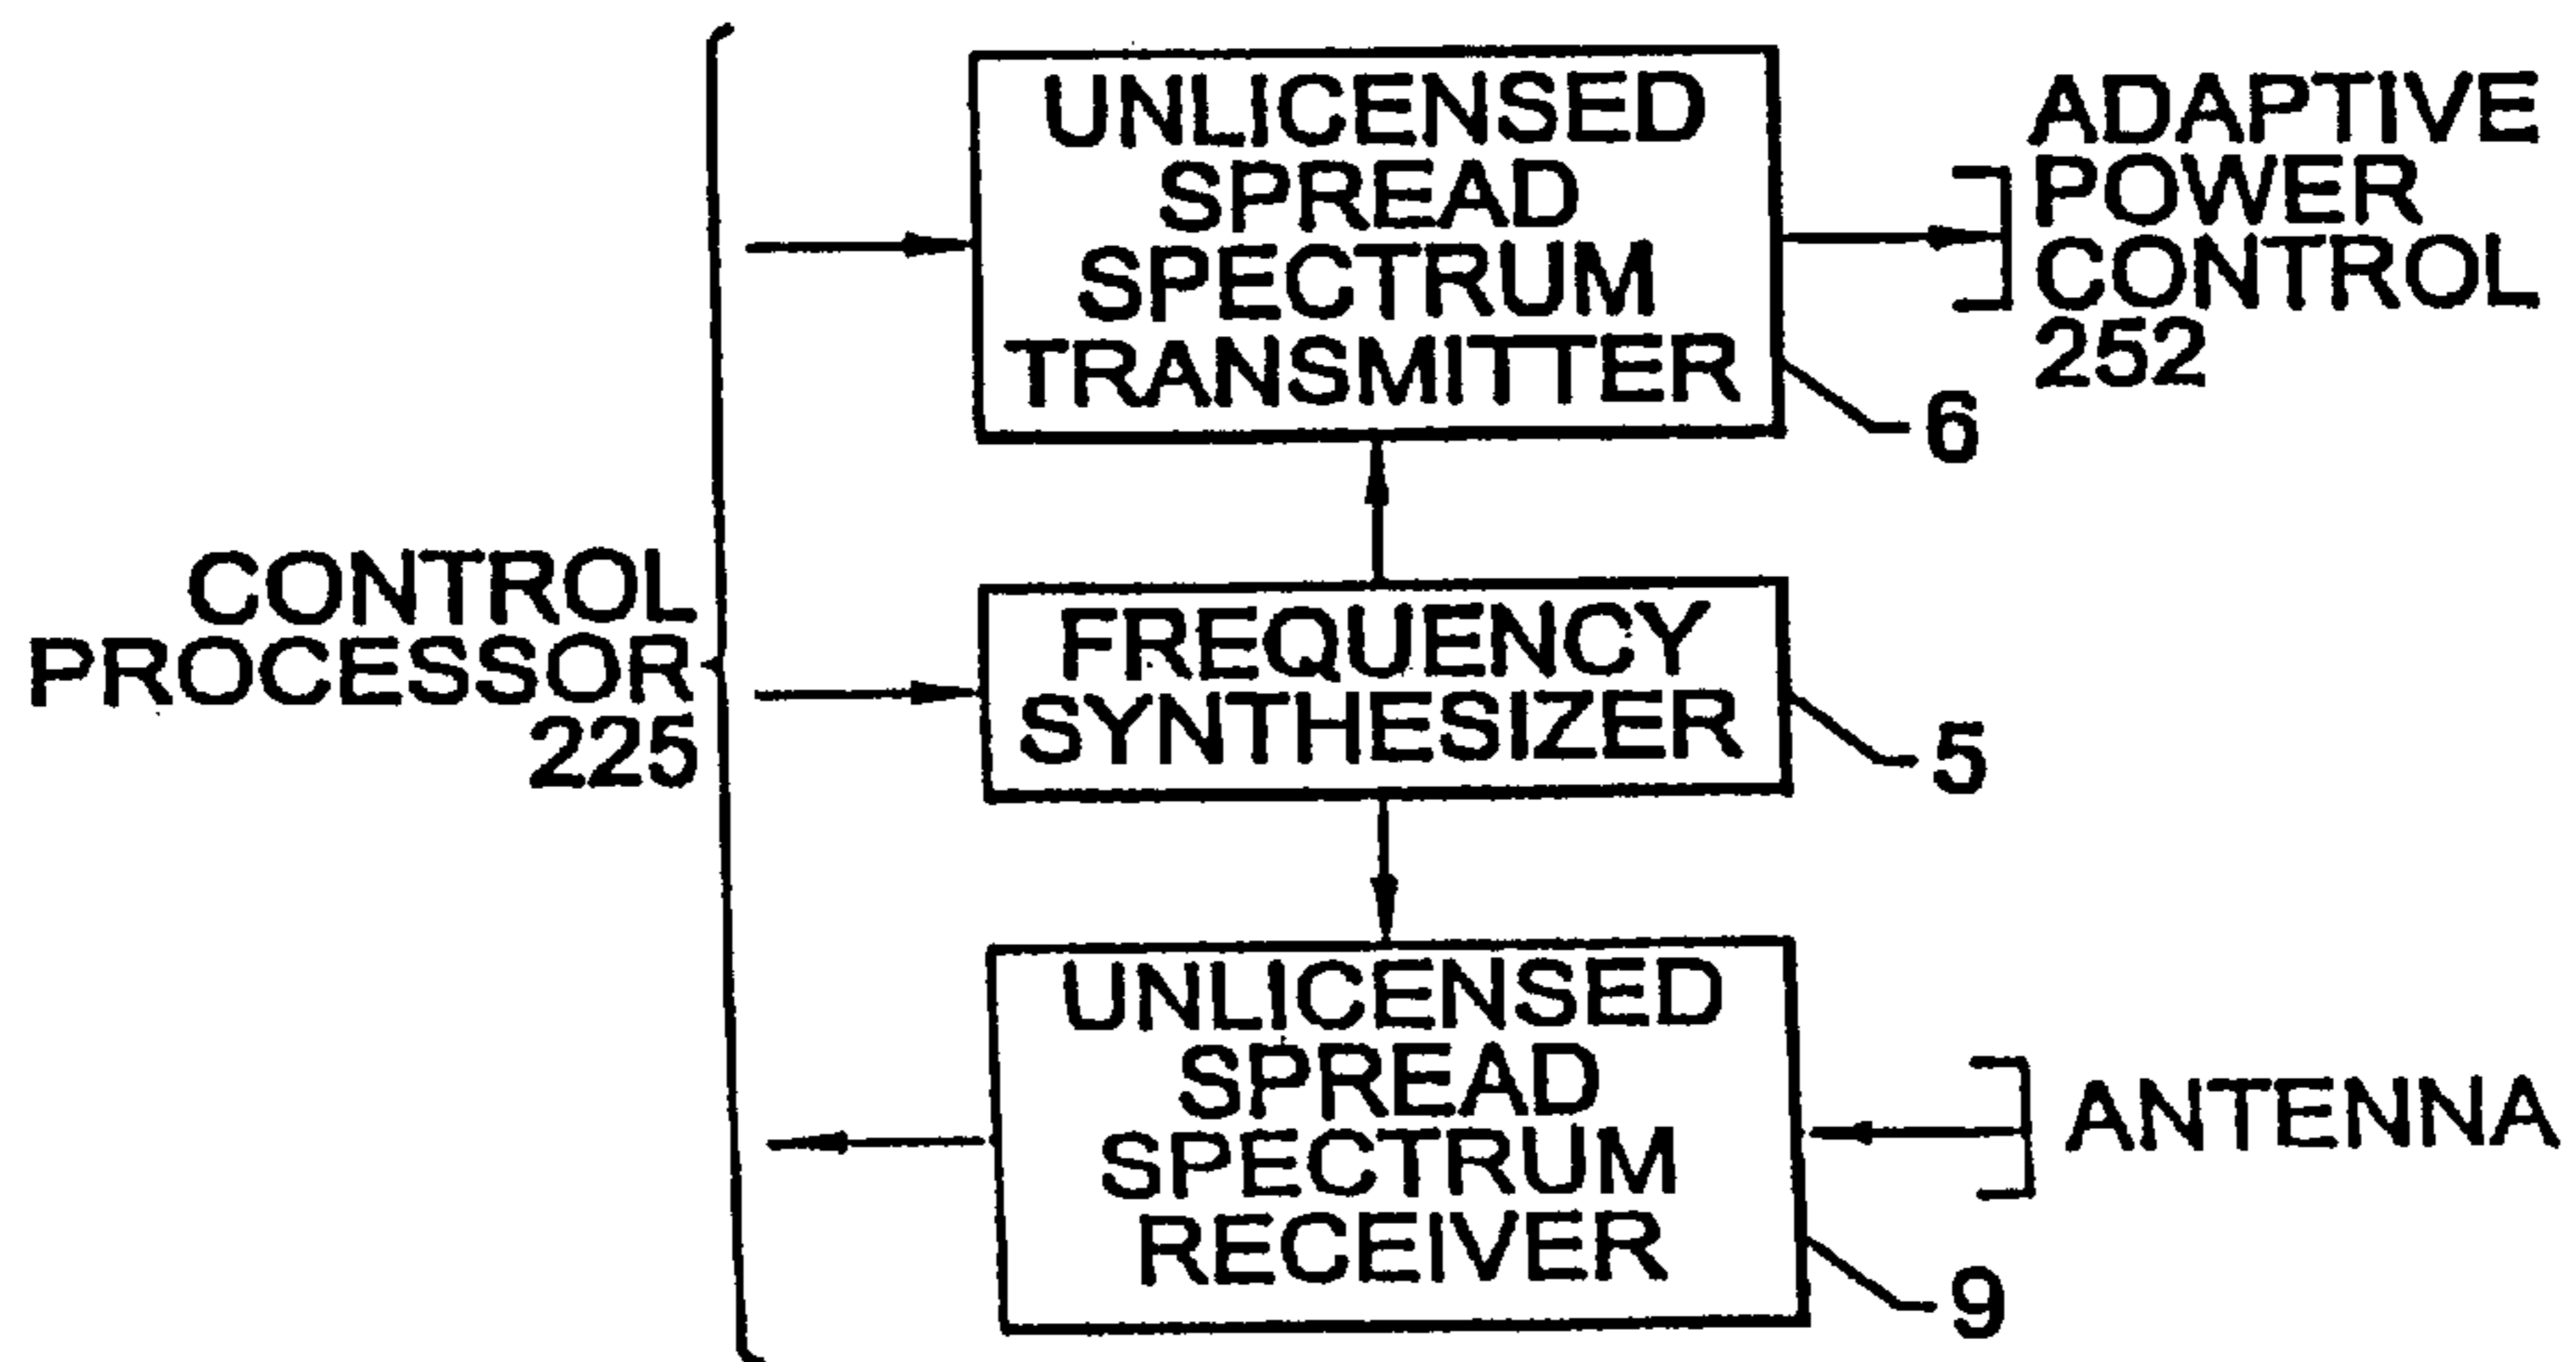 UNLICENSED
SPREAD
SPECTRUM
TRANSMITTER
6
ADAPTIVE
POWER
CONTROL
252
CONTROL
PROCESSOR
225
FREQUENCY
SYNTHESIZER
5
UNLICENSED
SPREAD
SPECTRUM
RECEIVER
9
ANTENNA